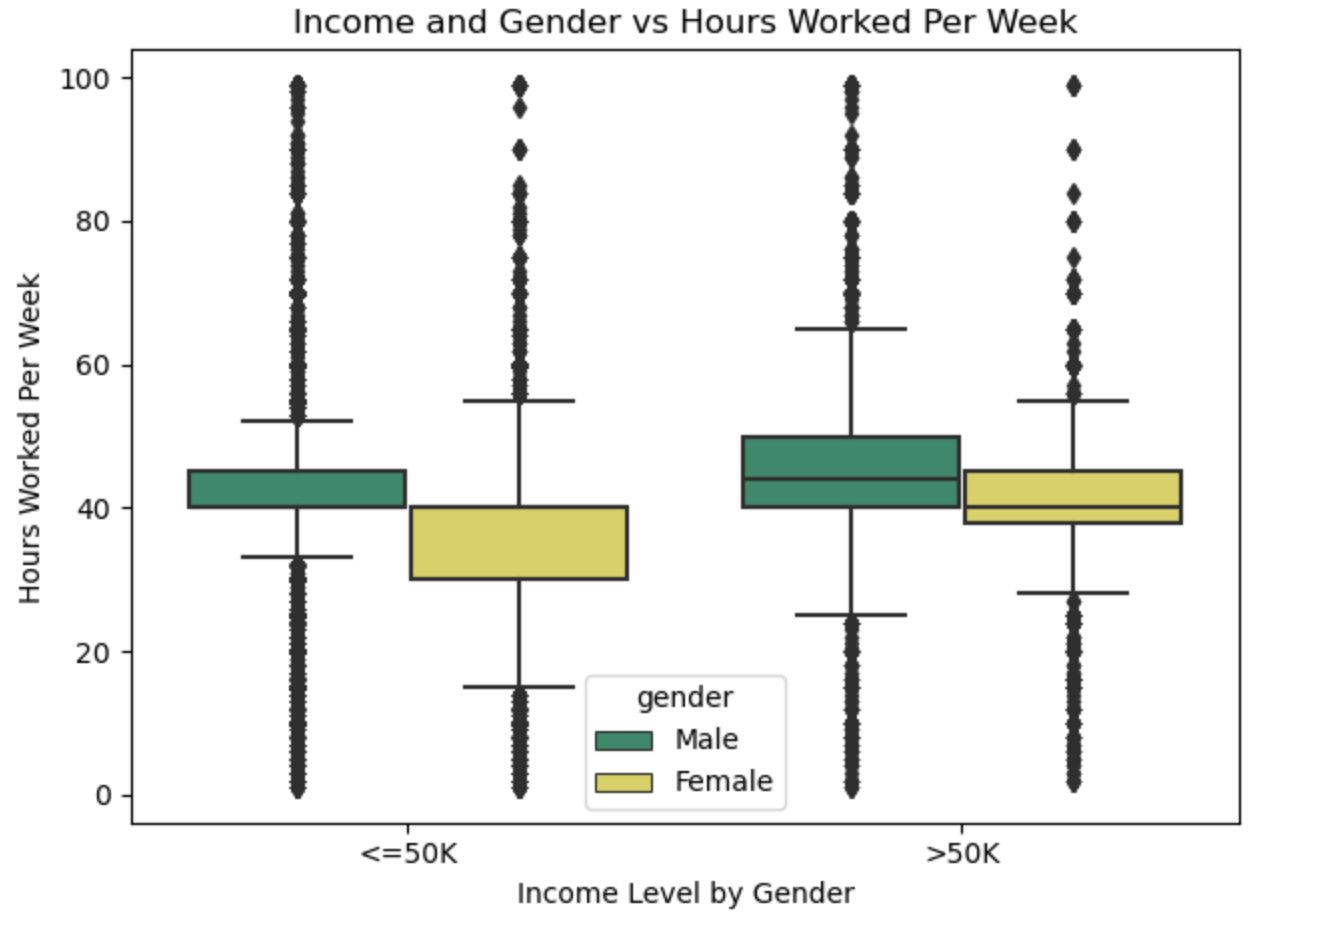 Income and Gender vs Hours Worked Per Week
Hours Worked Per Week
100
80
60
40
20
0
gender
Male
Female
<=50K
>50K
Income Level by Gender